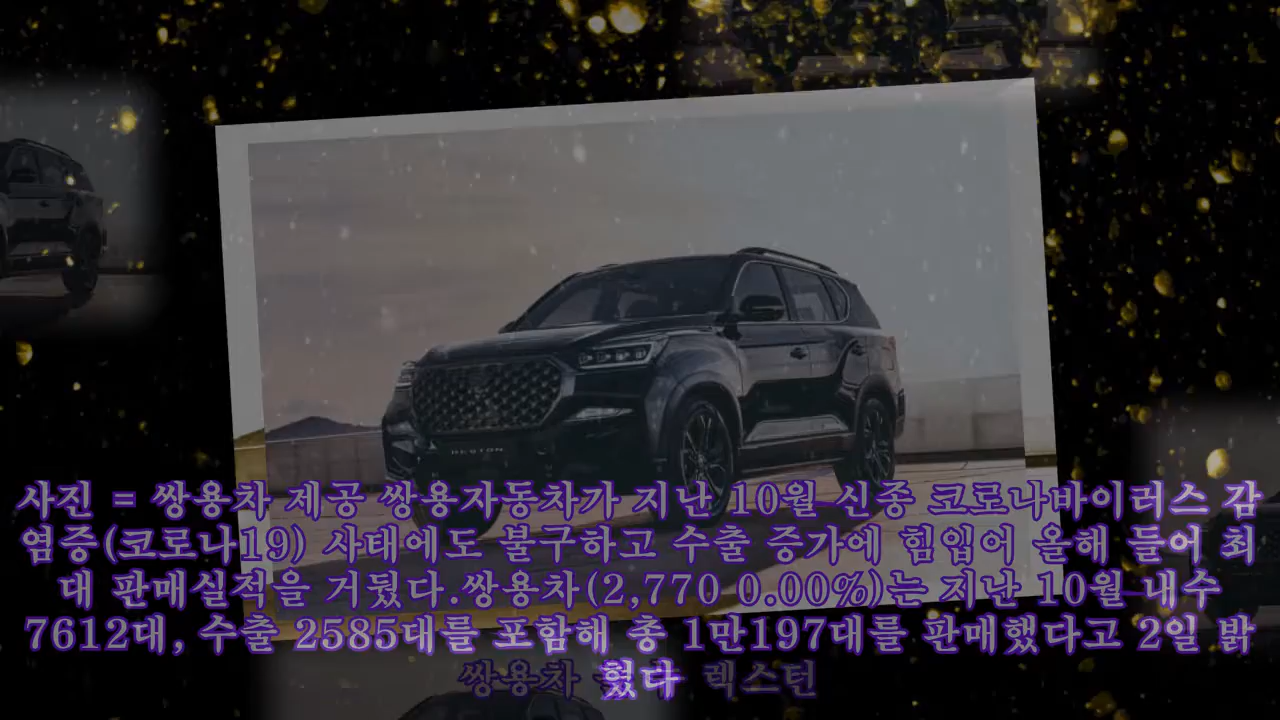 REXTON
사진 = 쌍용차 제공 쌍용자동차가 지난 10월 신종 코로나바이러스 감
염증(코로나19) 사태에도 불구하고 수출 증가에 힘입어 올해 들어 최
대 판매실적을 거뒀다.쌍용차(2,770 0.00%)는 지난 10월 내수
7612대, 수출 2585대를 포함해 총 1만197대를 판매했다고 2일 밝
혔다
쌍용차 렉스턴